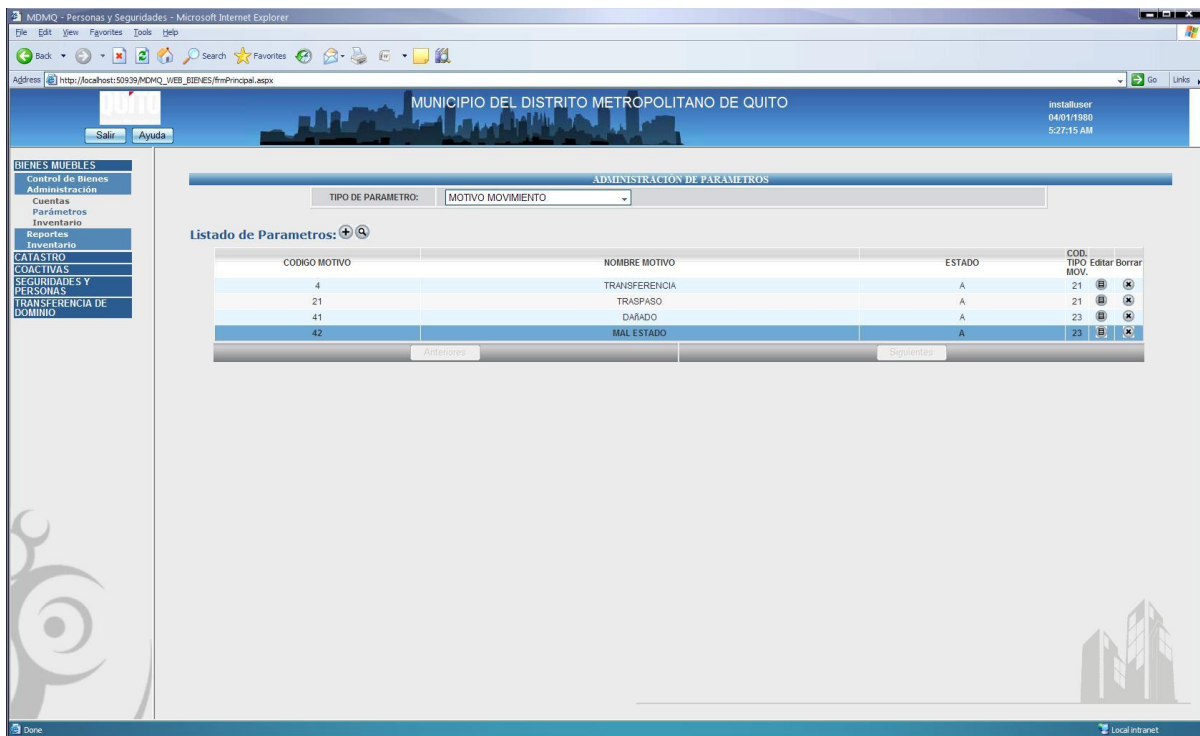 MDMQ - Personas y Seguridades - Microsoft Internet Explorer
File Edit View Favorites Tools Help
Back Search Favorites
Address http://localhost:50939/MDMQ_WEB_BIENES/frmPrincipal.aspx Go Links
QUITO
MUNICIPIO DEL DISTRITO METROPOLITANO DE QUITO
installuser
04/01/1980
5:27:15 AM
Salir Ayuda
BIENES MUEBLES
Control de Bienes
Administración
Cuentas
Parámetros
Inventario
Reportes
Inventario
CATASTRO
COACTIVAS
SEGURIDADES Y
PERSONAS
TRANSFERENCIA DE
DOMINIO
ADMINISTRACIÓN DE PARAMETROS
TIPO DE PARAMETRO: MOTIVO MOVIMIENTO
Listado de Parametros:
CODIGO MOTIVO NOMBRE MOTIVO ESTADO COD. TIPO MOV. Editar Borrar
4 TRANSFERENCIA A 21
21 TRASPASO A 21
41 DAÑADO A 23
42 MAL ESTADO A 23
Anteriores Siguientes
Done Local intranet